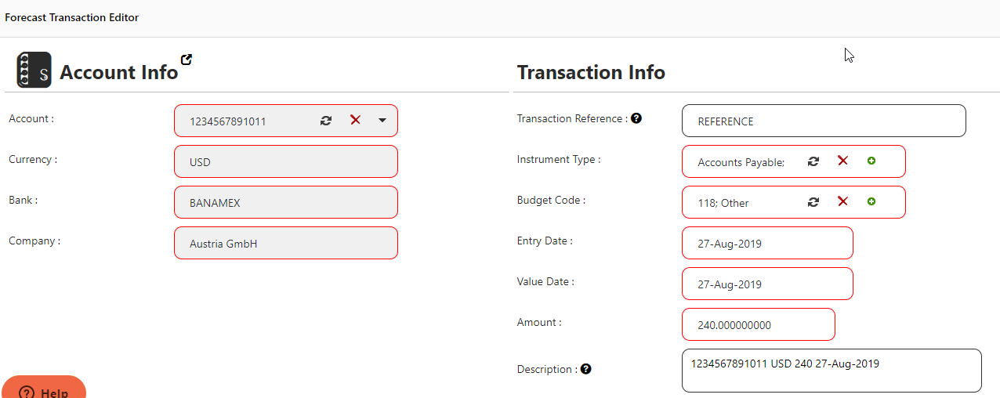 Forecast Transaction Editor
Account Info
Account :
1234567891011
Currency :
USD
Bank :
BANAMEX
Company :
Austria GmbH
Transaction Info
Transaction Reference :
REFERENCE
Instrument Type :
Accounts Payable;
Budget Code :
118; Other
Entry Date :
27-Aug-2019
Value Date :
27-Aug-2019
Amount :
240.000000000
Description :
1234567891011 USD 240 27-Aug-2019
Help